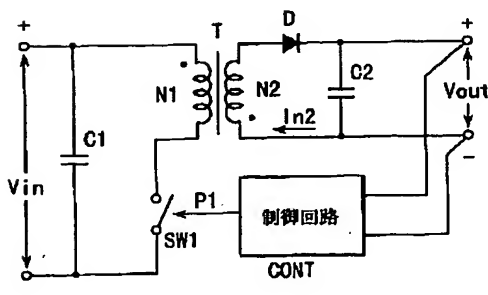 +
T
D
+
N1
N2
C2
Vout
C1
In2
Vin
P1
制御回路
SW1
CONT
-
-